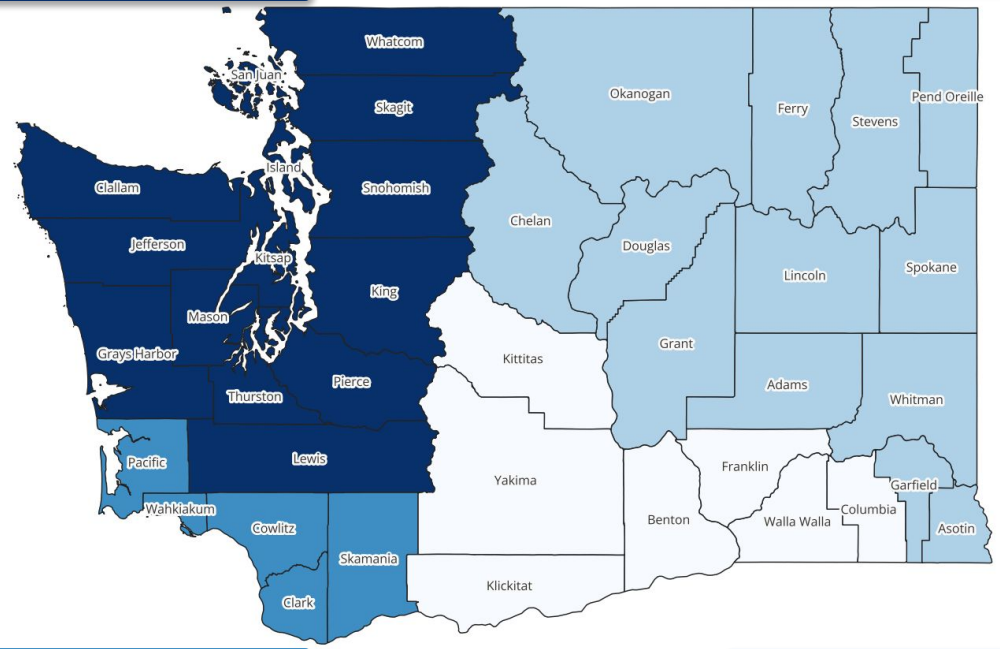 Whatcom
San Juan
Skagit
Okanogan
Ferry
Stevens
Pend Oreille
Island
Clallam
Snohomish
Chelan
Jefferson
Kitsap
Douglas
Lincoln
Spokane
King
Mason
Grays Harbor
Kittitas
Grant
Pierce
Thurston
Adams
Whitman
Lewis
Pacific
Yakima
Franklin
Garfield
Wahkiakum
Cowlitz
Benton
Walla Walla
Columbia
Asotin
Skamania
Klickitat
Clark